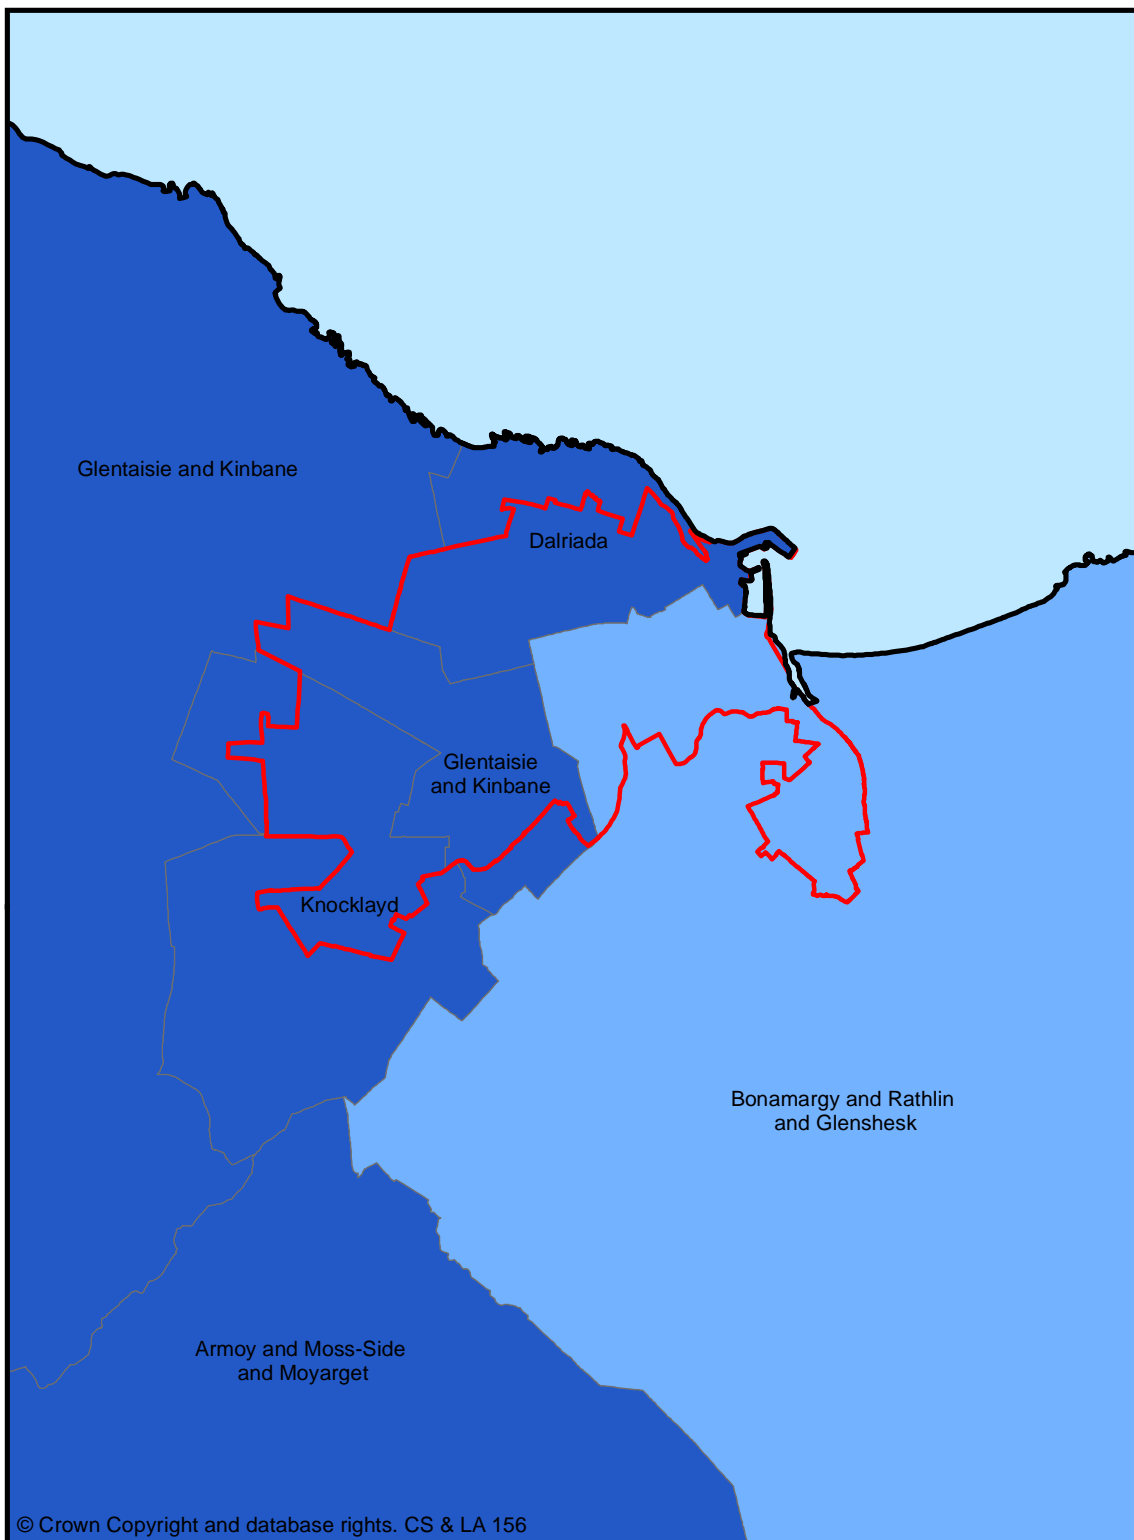 Glentaisie and Kinbane
Dalriada
Glentaisie
and Kinbane
Knocklayd
Bonamargy and Rathlin
and Glenshesk
Armoy and Moss-Side
and Moyarget
© Crown Copyright and database rights. CS & LA 156